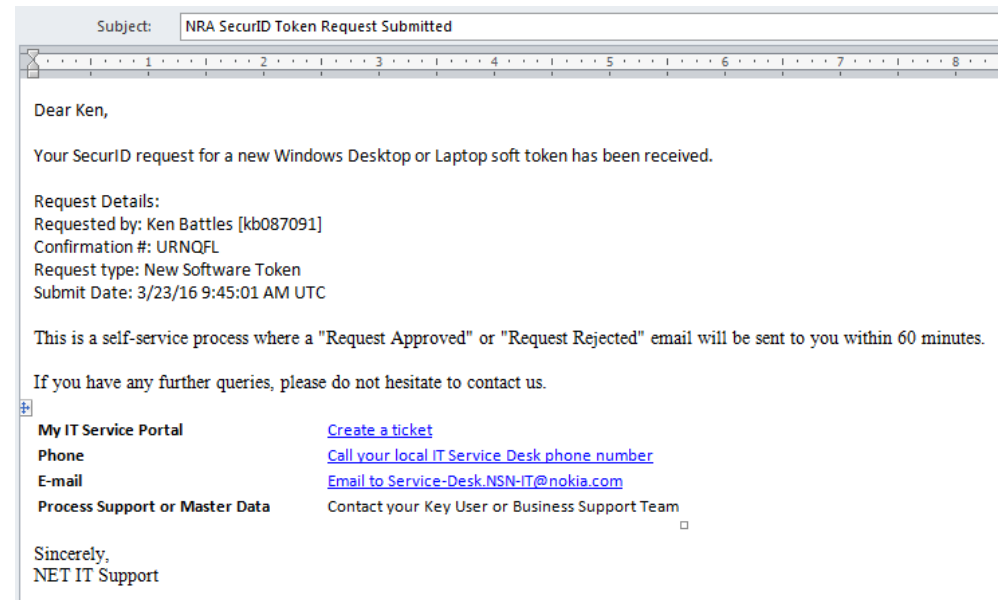 Subject: NRA SecurID Token Request Submitted
1 2 3 4 5 6 7 8
Dear Ken,
Your SecurID request for a new Windows Desktop or Laptop soft token has been received.
Request Details:
Requested by: Ken Battles [kb087091]
Confirmation #: URNQFL
Request type: New Software Token
Submit Date: 3/23/16 9:45:01 AM UTC
This is a self-service process where a "Request Approved" or "Request Rejected" email will be sent to you within 60 minutes.
If you have any further queries, please do not hesitate to contact us.
My IT Service Portal Create a ticket
Phone Call your local IT Service Desk phone number
E-mail Email to Service-Desk.NSN-IT@nokia.com
Process Support or Master Data Contact your Key User or Business Support Team
Sincerely,
NET IT Support